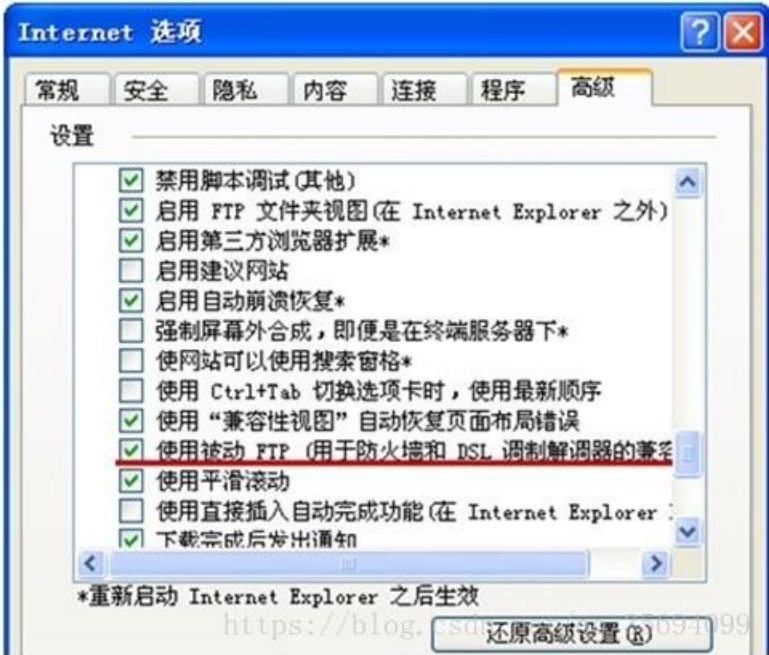 Internet 选项
常规 安全 隐私 内容 连接 程序 高级
设置
禁用脚本调试(其他)
启用 FTP 文件夹视图(在 Internet Explorer 之外)
启用第三方浏览器扩展*
启用建议网站
启用自动崩溃恢复*
强制屏幕外合成，即便是在终端服务器下*
使网站可以使用搜索窗格*
使用 Ctrl+Tab 切换选项卡时，使用最新顺序
使用“兼容性视图”自动恢复页面布局错误
使用被动 FTP (用于防火墙和 DSL 调制解调器的兼容
使用平滑滚动
使用直接插入自动完成功能(在 Internet Explorer
下载完成后发出通知
*重新启动 Internet Explorer 之后生效
https://blog.csd
还原高级设置(R)